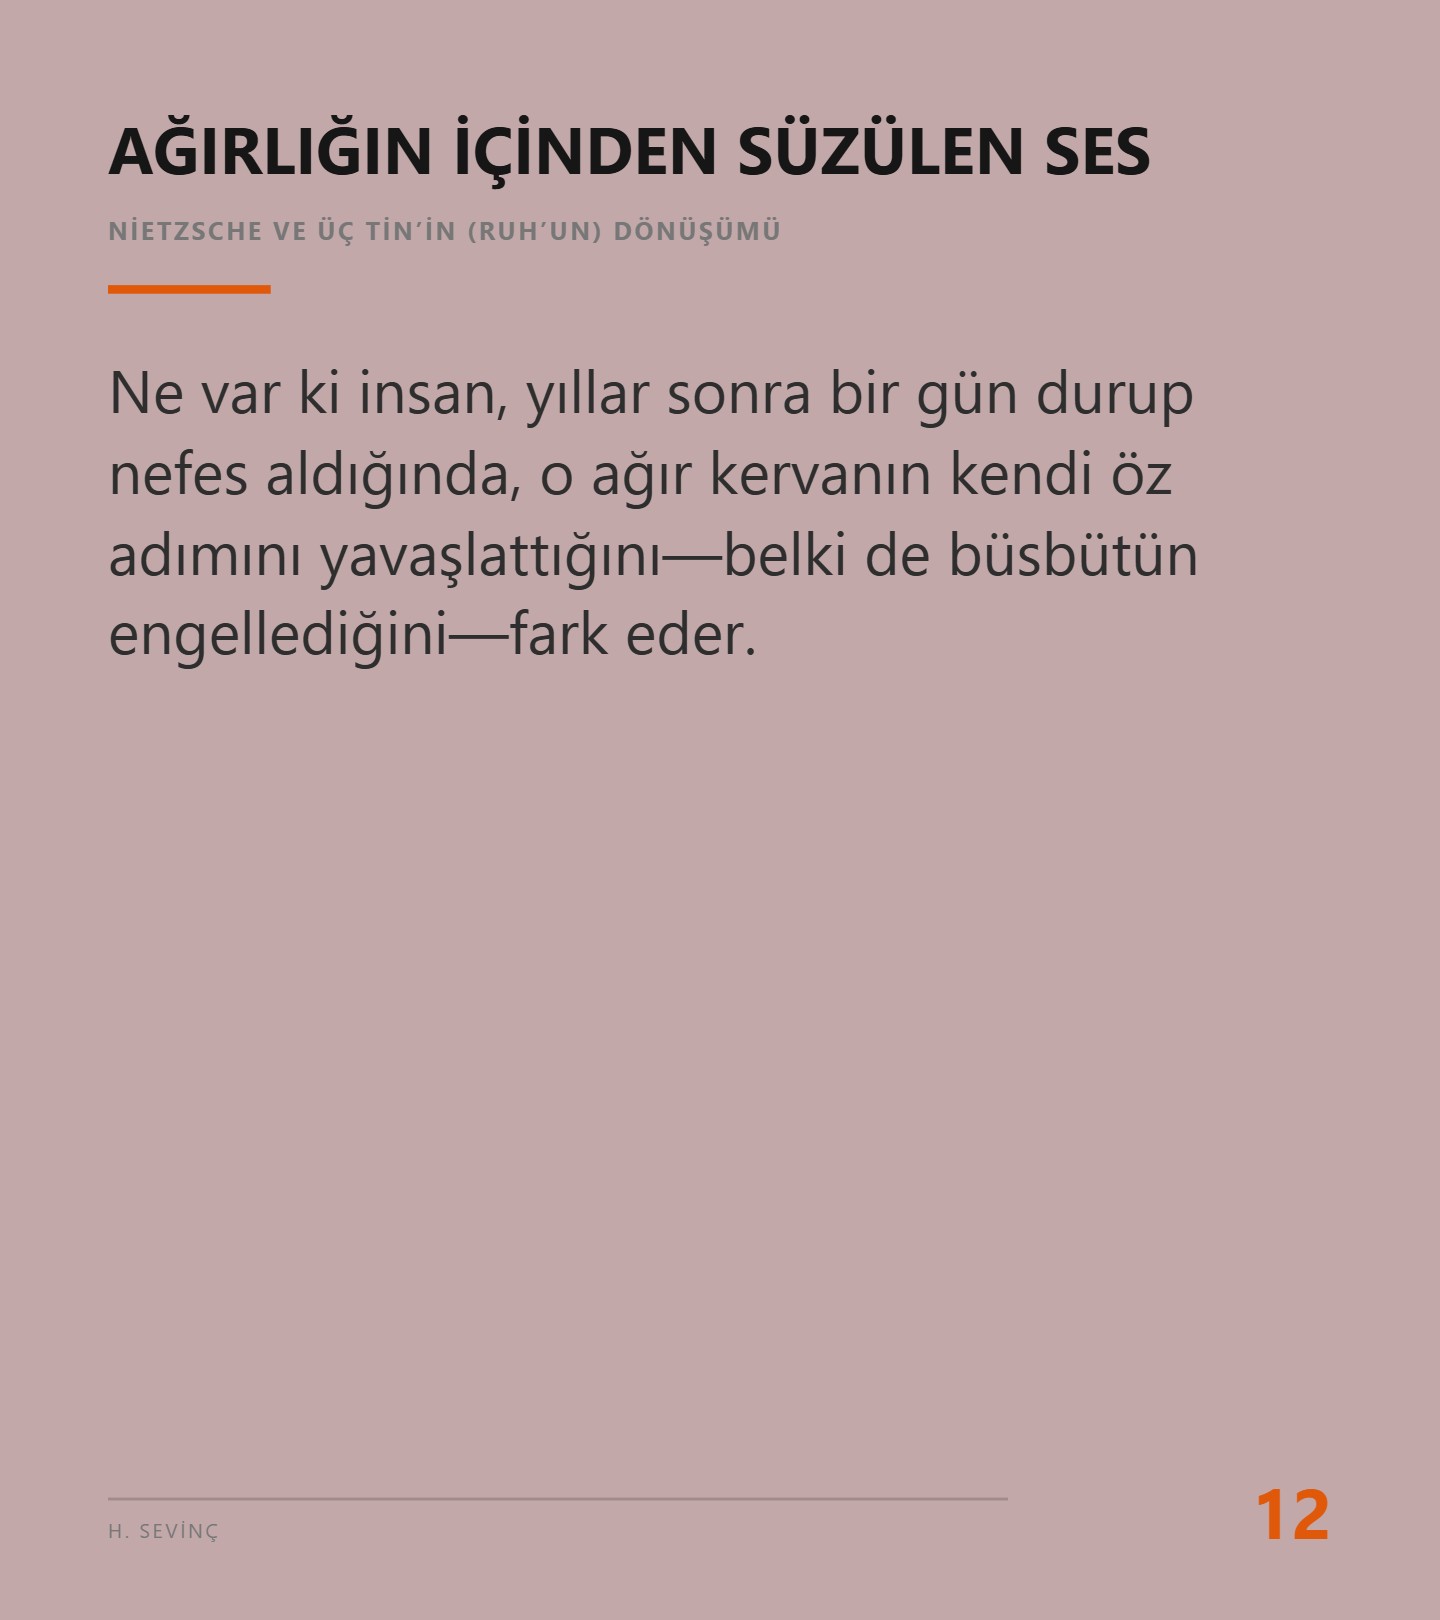 AĞIRLIĞIN İÇİNDEN SÜZÜLEN SES
NİETZSCHE VE ÜÇ TİN’İN (RUH’UN) DÖNÜŞÜMÜ
Ne var ki insan, yıllar sonra bir gün durup
nefes aldığında, o ağır kervanın kendi öz
adımını yavaşlattığını—belki de büsbütün
engellediğini—fark eder.
H. SEVİNÇ
12